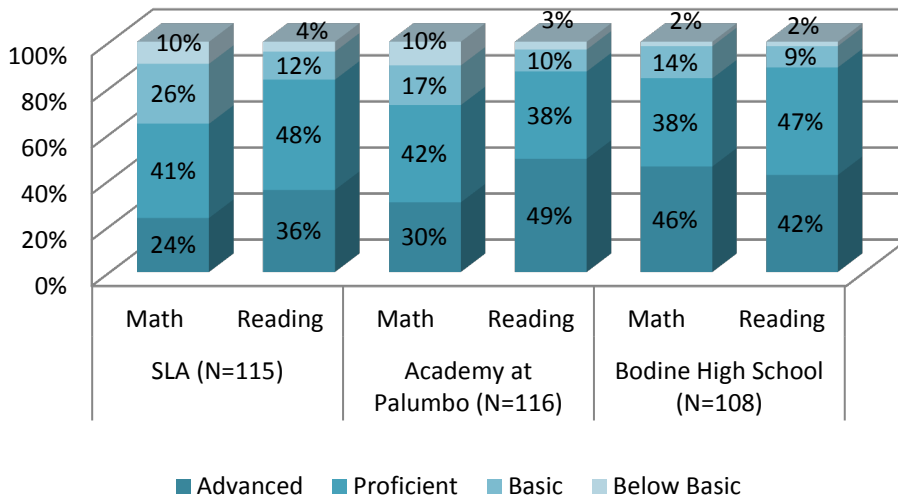 100%
80%
60%
40%
20%
0%
10% 4% 10% 3% 2% 2%
26% 12% 17% 10% 14% 9%
41% 48% 42% 38% 38% 47%
24% 36% 30% 49% 46% 42%
Math Reading Math Reading Math Reading
SLA (N=115) Academy at Palumbo (N=116) Bodine High School (N=108)
Advanced Proficient Basic Below Basic